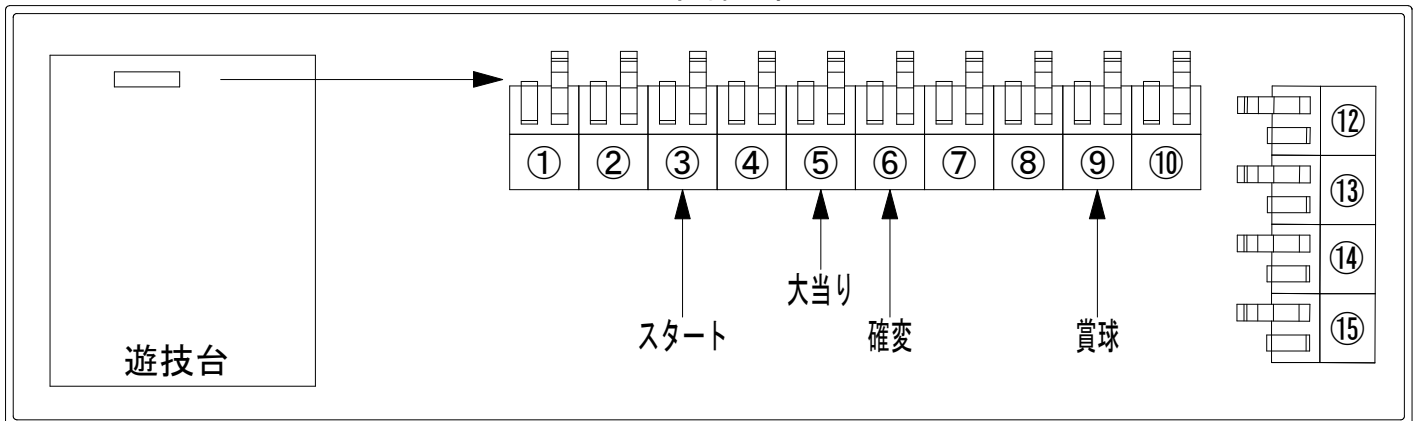 ① ② ③ ④ ⑤ ⑥ ⑦ ⑧ ⑨ ⑩
⑫
⑬
⑭
⑮
大当り
スタート
確変
賞球
遊技台